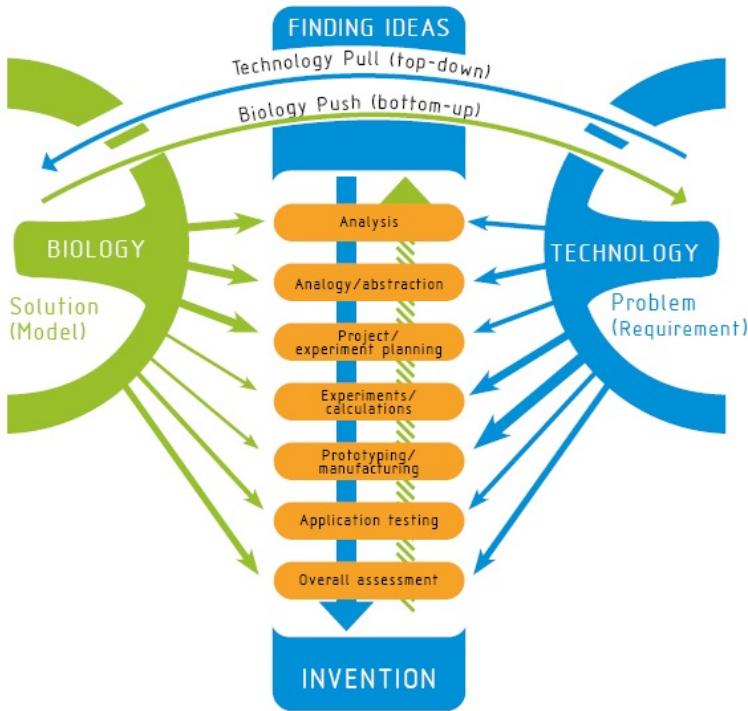 FINDING IDEAS
Technology Pull (top-down)
Biology Push (bottom-up)
BIOLOGY
Solution
(Model)
TECHNOLOGY
Problem
(Requirement)
Analysis
Analogy/abstraction
Project/
experiment planning
Experiments/
calculations
Prototyping/
manufacturing
Application testing
Overall assessment
INVENTION